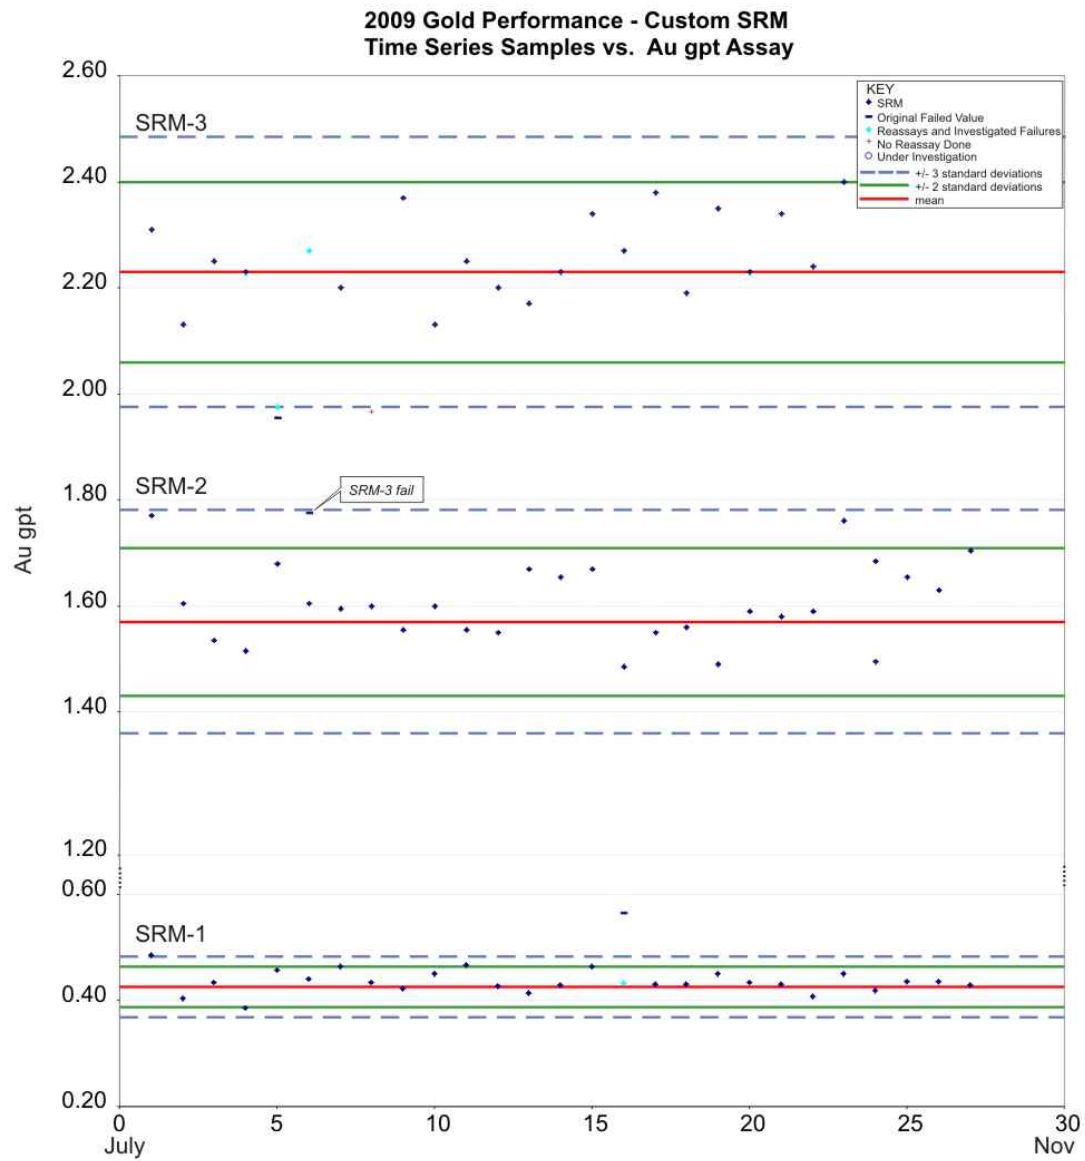 2009 Gold Performance - Custom SRM
Time Series Samples vs. Au gpt Assay
2.60
KEY
SRM
Original Failed Value
Reassays and Investigated Failures
No Reassay Done
Under Investigation
+/- 3 standard deviations
+/- 2 standard deviations
mean
SRM-3
2.40
2.20
2.00
SRM-2
SRM-3 fail
1.80
Au gpt
1.60
1.40
1.20
0.60
SRM-1
0.40
0.20
0 5 10 15 20 25 30
July Nov